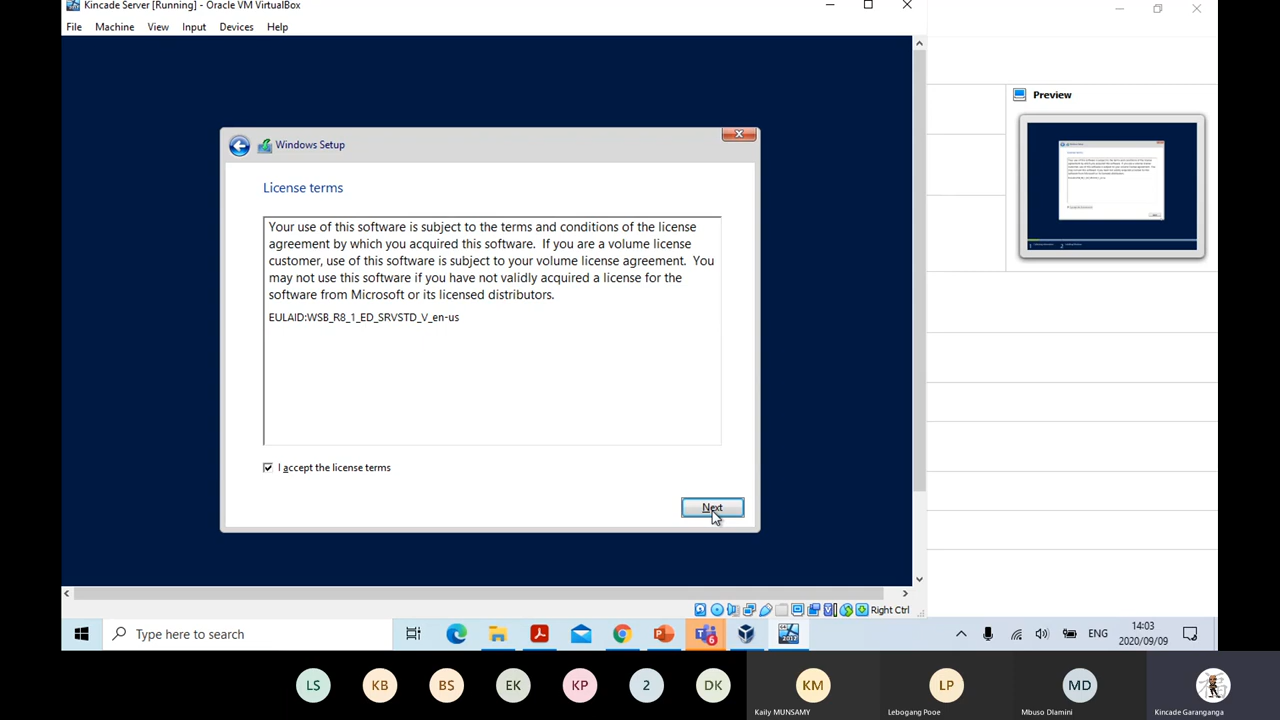 Kincade Server [Running] - Oracle VM VirtualBox
File Machine View Input Devices Help
Preview
Windows Setup
License terms
Your use of this software is subject to the terms and conditions of the license
agreement by which you acquired this software. If you are a volume license
customer, use of this software is subject to your volume license agreement. You
may not use this software if you have not validly acquired a license for the
software from Microsoft or its licensed distributors.
EULAID:WSB_R8_1_ED_SRVSTD_V_en-us
I accept the license terms
Next
Right Ctrl
Type here to search
6
2012
ENG
14:03
2020/09/09
LS KB BS EK KP 2 DK KM LP MD
Kaily MUNSAMY Lebogang Pooe Mbuso Dlamini Kincade Garanganga